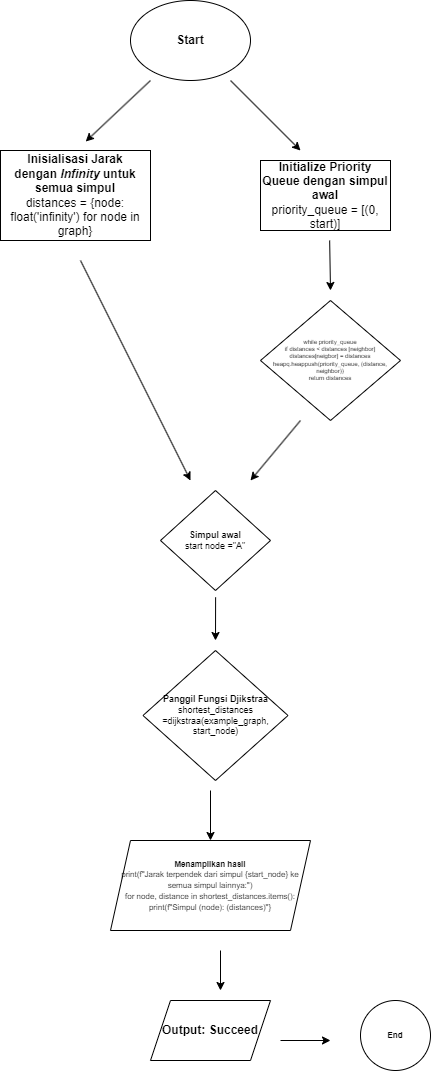 Start
Inisialisasi Jarak
dengan Infinity untuk
semua simpul
distances = {node:
float('infinity') for node in
graph}
Initialize Priority
Queue dengan simpul
awal
priority_queue = [(0,
start)]
while priority_queue
if distances < distances [neighbor]
distances[neigbor] = distances
heapq.heappush(priority_queue, (distance,
neighbor))
return distances
Simpul awal
start node ="A"
Panggil Fungsi Djikstraa
shortest_distances
=dijkstraa(example_graph,
start_node)
Menampilkan hasil
print(f"Jarak terpendek dari simpul {start_node} ke
semua simpul lainnya:")
for node, distance in shortest_distances.items():
print(f"Simpul (node): (distances)")
Output: Succeed
End